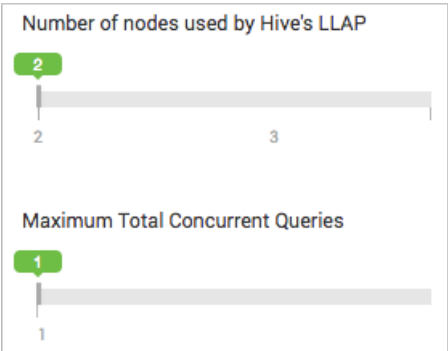 Number of nodes used by Hive's LLAP
2
2 3
Maximum Total Concurrent Queries
1
1